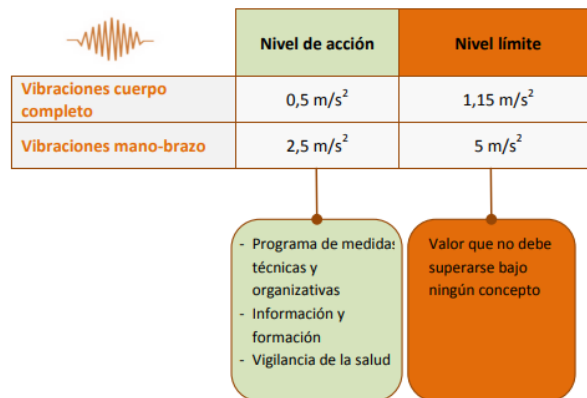 Nivel de acción
Nivel límite
Vibraciones cuerpo
completo
0,5 m/s²
1,15 m/s²
Vibraciones mano-brazo
2,5 m/s²
5 m/s²
- Programa de medidas
técnicas y
organizativas
- Información y
formación
- Vigilancia de la salud
Valor que no debe
superarse bajo
ningún concepto